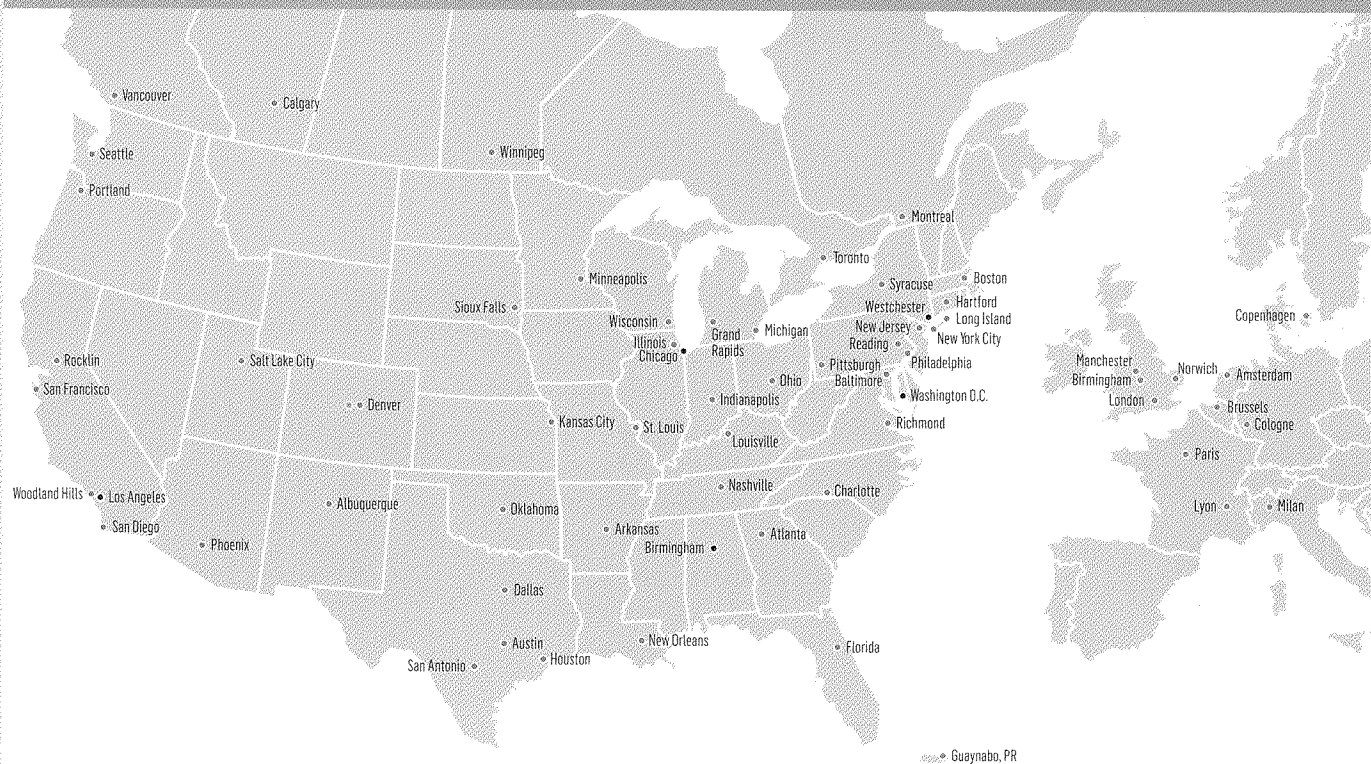 Vancouver
Calgary
Seattle
Winnipeg
Portland
Montreal
Toronto
Minneapolis
Boston
Syracuse
Sioux Falls
Westchester
Hartford
Wisconsin
Long Island
New Jersey
New York City
Grand
Rapids
Michigan
Illinois
Chicago
Reading
Rocklin
Salt Lake City
Pittsburgh
Philadelphia
Baltimore
Ohio
San Francisco
Denver
Indianapolis
Washington D.C.
Kansas City
St. Louis
Louisville
Richmond
Woodland Hills
Los Angeles
Albuquerque
Nashville
Charlotte
Oklahoma
San Diego
Arkansas
Atlanta
Phoenix
Birmingham
Dallas
Austin
New Orleans
Florida
Houston
San Antonio
Guaynabo, PR
Copenhagen
Manchester
Birmingham
Norwich
Amsterdam
London
Brussels
Cologne
Paris
Lyon
Milan